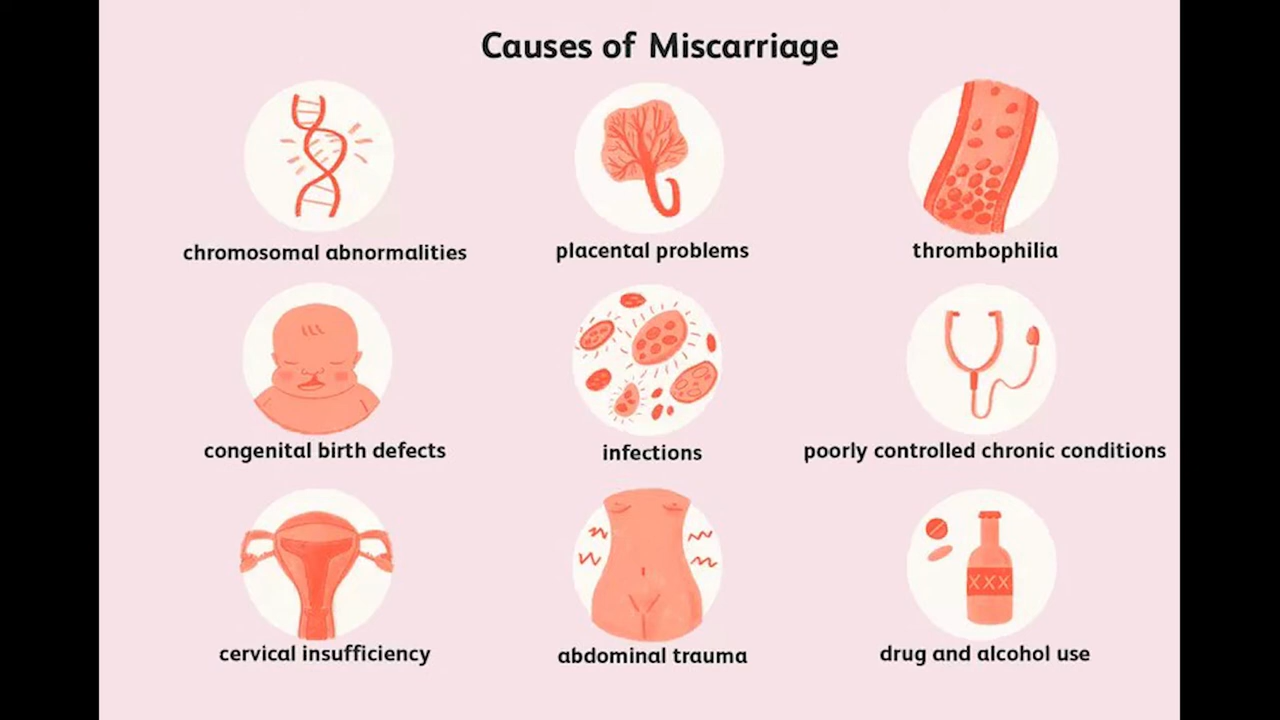 Causes of Miscarriage
chromosomal abnormalities
placental problems
thrombophilia
congenital birth defects
infections
poorly controlled chronic conditions
XXX
cervical insufficiency
abdominal trauma
drug and alcohol use